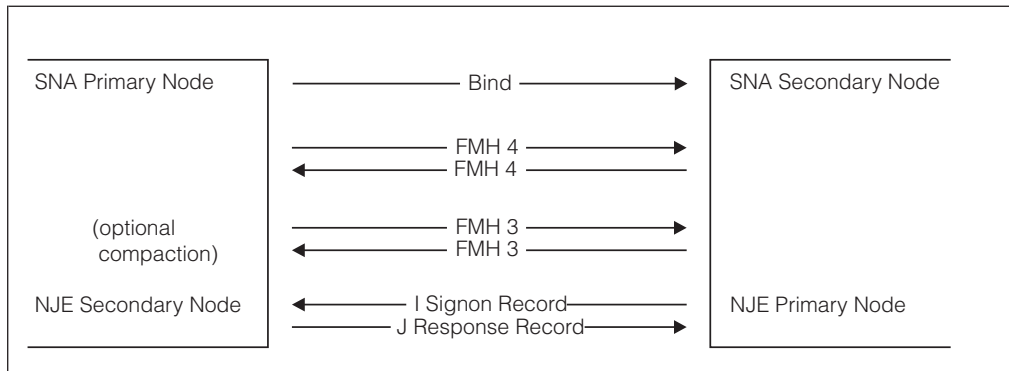 SNA Primary Node
Bind
SNA Secondary Node
FMH 4
FMH 4
(optional
compaction)
FMH 3
FMH 3
NJE Secondary Node
I Signon Record
NJE Primary Node
J Response Record